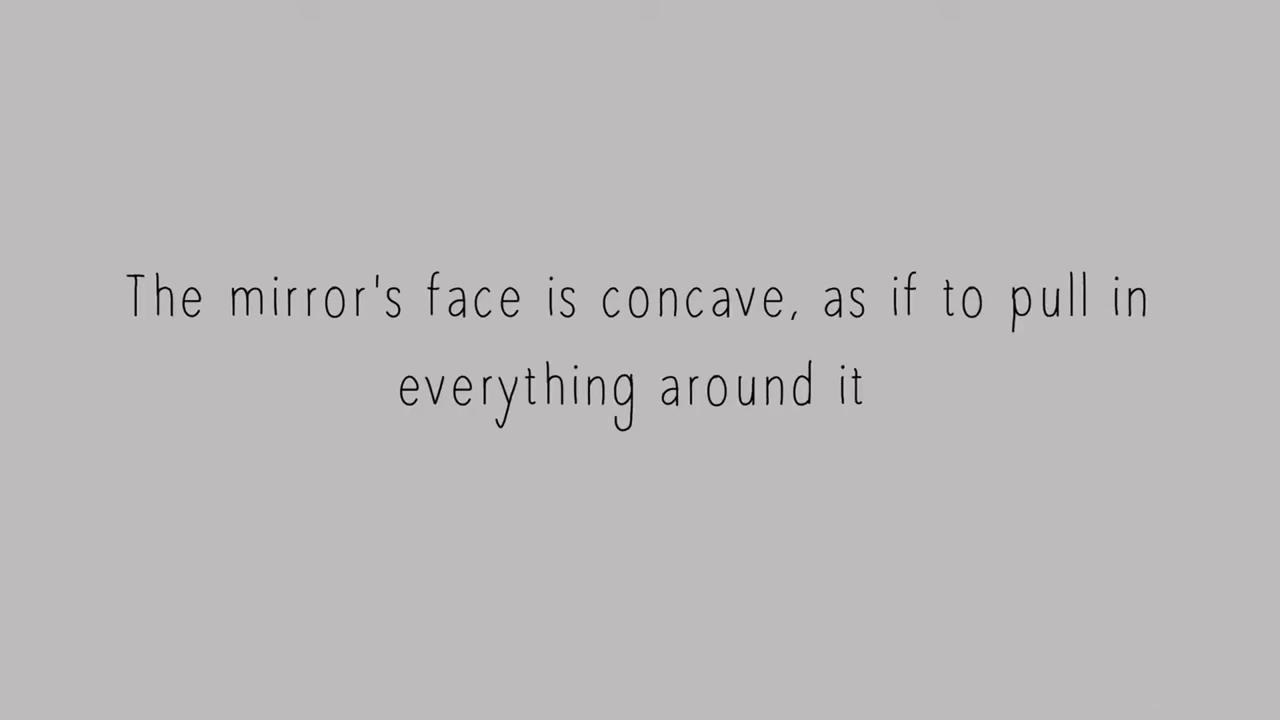 The mirror's face is concave, as if to pull in
everything around it